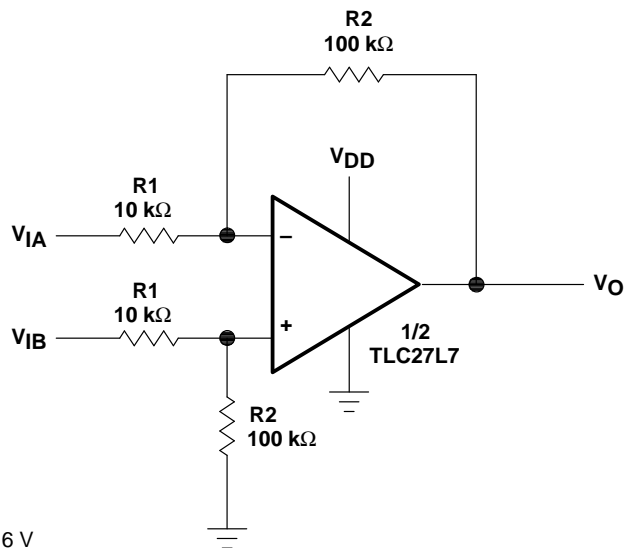 R2
100 kΩ
VDD
R1
10 kΩ
VIA
−
R1
10 kΩ
VIB
+
VO
1/2
TLC27L7
R2
100 kΩ
6 V